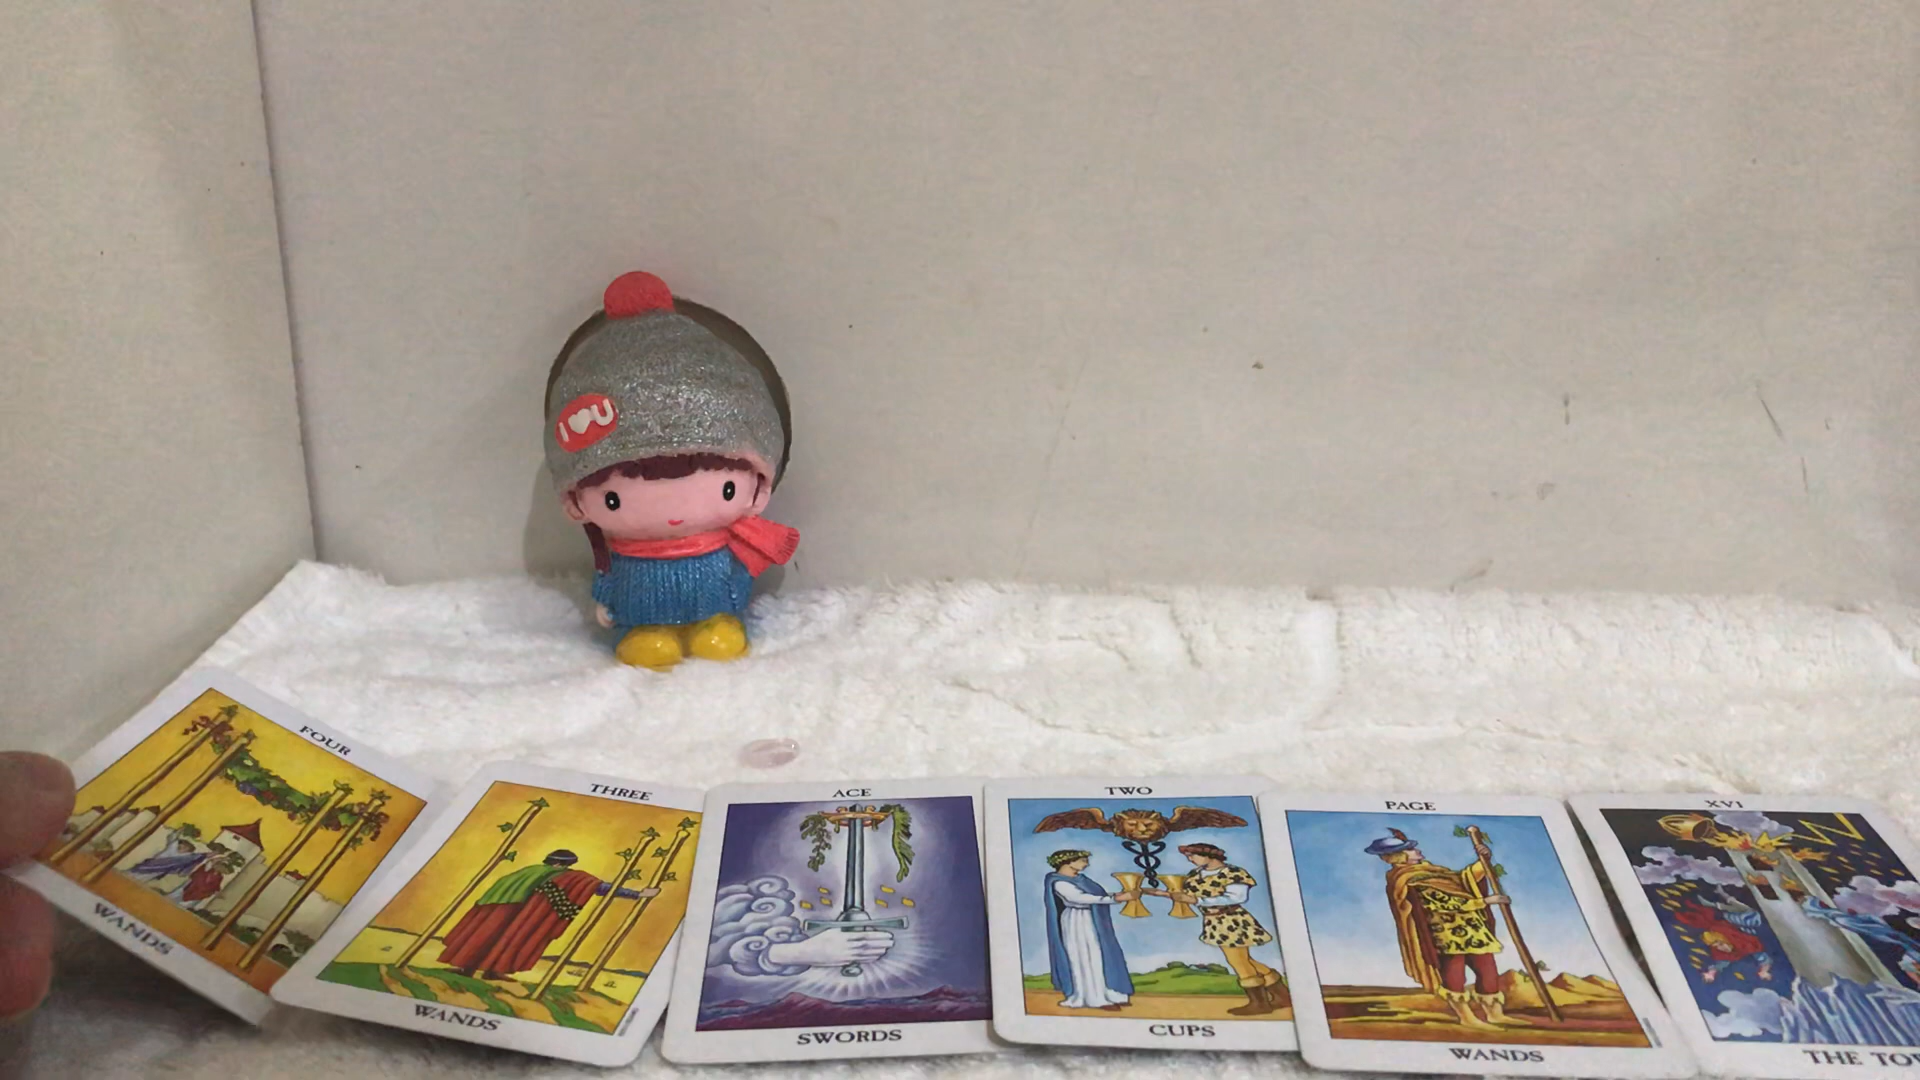 I ♥ U
FOUR
WANDS
THREE
WANDS
ACE
SWORDS
TWO
CUPS
PAGE
WANDS
XVI
THE TOW